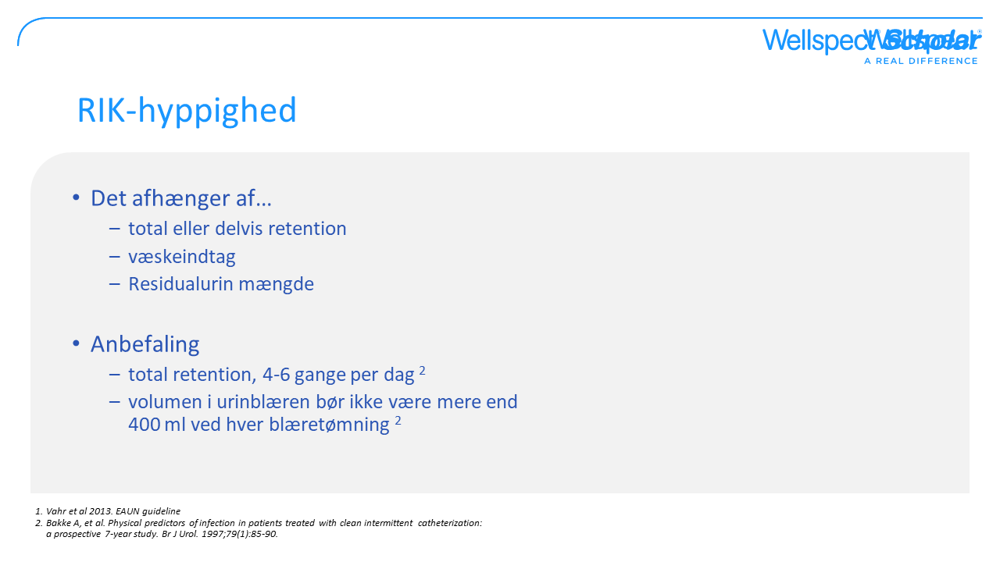 Wellspect Scholar
Wellspect®
A REAL DIFFERENCE
RIK-hyppighed
• Det afhænger af…
– total eller delvis retention
– væskeindtag
– Residualurin mængde
• Anbefaling
– total retention, 4-6 gange per dag ²
– volumen i urinblæren bør ikke være mere end
400 ml ved hver blæretømning ²
1. Vahr et al 2013. EAUN guideline
2. Bakke A, et al. Physical predictors of infection in patients treated with clean intermittent catheterization:
a prospective 7-year study. Br J Urol. 1997;79(1):85-90.